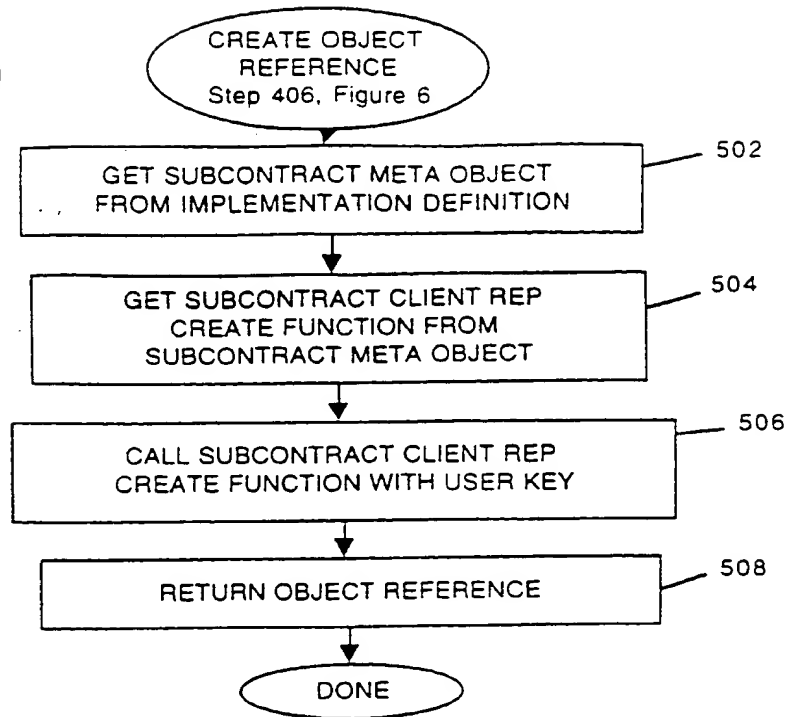 CREATE OBJECT
REFERENCE
Step 406, Figure 6
502
GET SUBCONTRACT META OBJECT
FROM IMPLEMENTATION DEFINITION
504
GET SUBCONTRACT CLIENT REP
CREATE FUNCTION FROM
SUBCONTRACT META OBJECT
506
CALL SUBCONTRACT CLIENT REP
CREATE FUNCTION WITH USER KEY
508
RETURN OBJECT REFERENCE
DONE